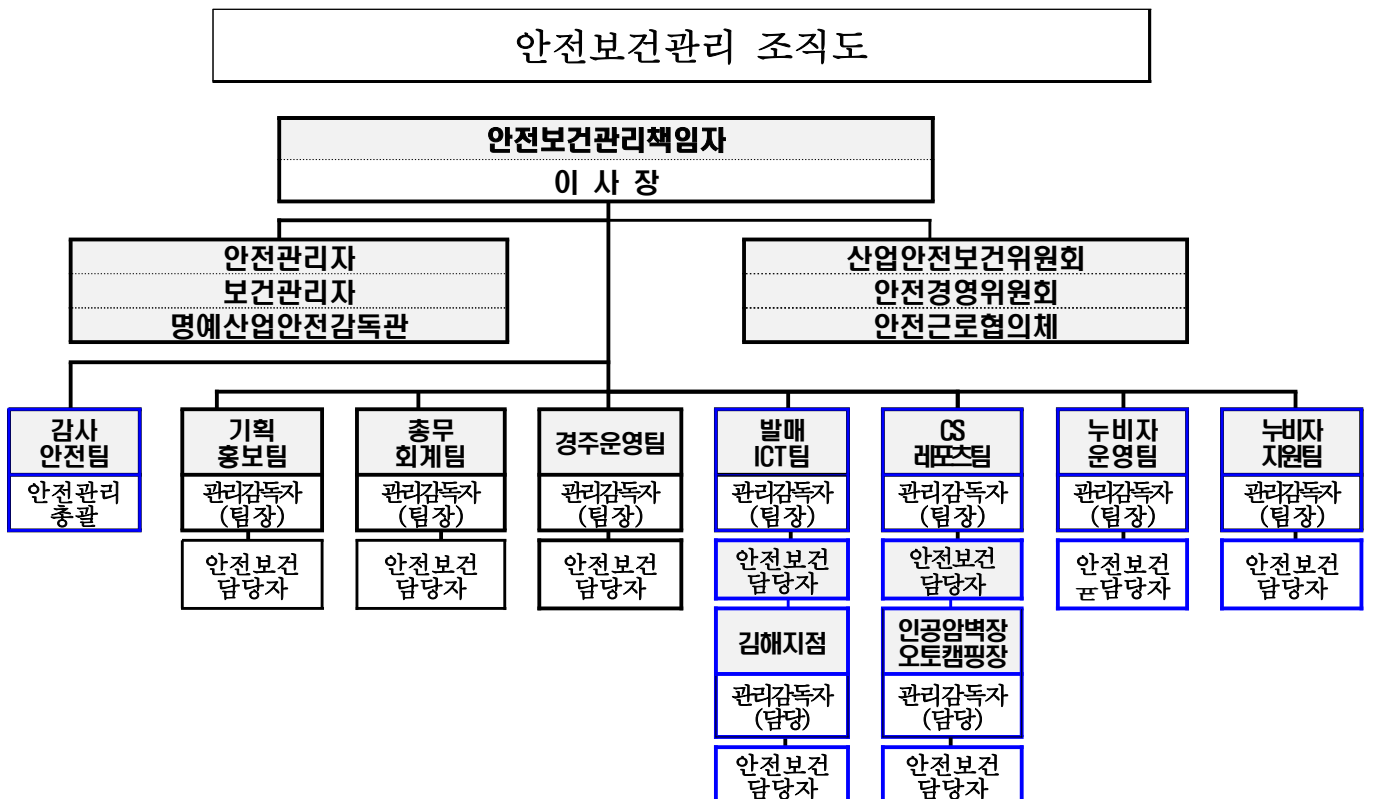 안전보건관리 조직도
안전보건관리책임자
이 사 장
안전관리자
보건관리자
명예산업안전감독관
산업안전보건위원회
안전경영위원회
안전근로협의체
감사
안전팀
안전관리
총괄
기획
홍보팀
관리감독자
(팀장)
안전보건
담당자
총무
회계팀
관리감독자
(팀장)
안전보건
담당자
경주운영팀
관리감독자
(팀장)
안전보건
담당자
발매
ICT팀
관리감독자
(팀장)
안전보건
담당자
김해지점
관리감독자
(담당)
안전보건
담당자
CS
레포츠팀
관리감독자
(팀장)
안전보건
담당자
인공암벽장
오토캠핑장
관리감독자
(담당)
안전보건
담당자
누비자
운영팀
관리감독자
(팀장)
안전보건
담당자
누비자
지원팀
관리감독자
(팀장)
안전보건
담당자